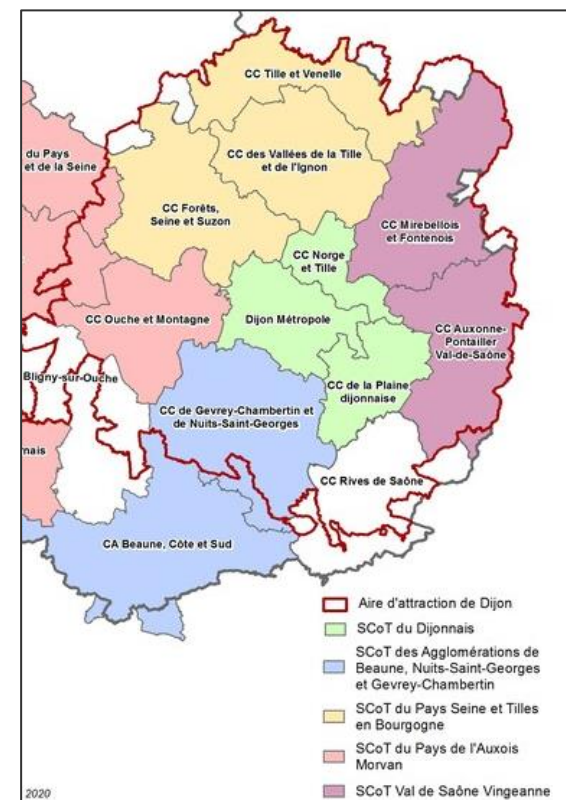 CC Tille et Venelle
du Pays
et de la Seine
CC des Vallées de la Tille
et de l'Ignon
CC Forêts,
Seine et Suzon
CC Mirebellois
et Fontenois
CC Norge
et Tille
CC Ouche et Montagne
Dijon Métropole
CC Auxonne-
Pontailler
Val-de-Saône
Bligny-sur-Ouche
CC de la Plaine
dijonnaise
CC de Gevrey-Chambertin et
de Nuits-Saint-Georges
nais
CC Rives de Saône
CA Beaune, Côte et Sud
Aire d'attraction de Dijon
SCoT du Dijonnais
SCoT des Agglomérations de
Beaune, Nuits-Saint-Georges
et Gevrey-Chambertin
SCoT du Pays Seine et Tilles
en Bourgogne
SCoT du Pays de l'Auxois
Morvan
SCoT Val de Saône Vingeanne
2020